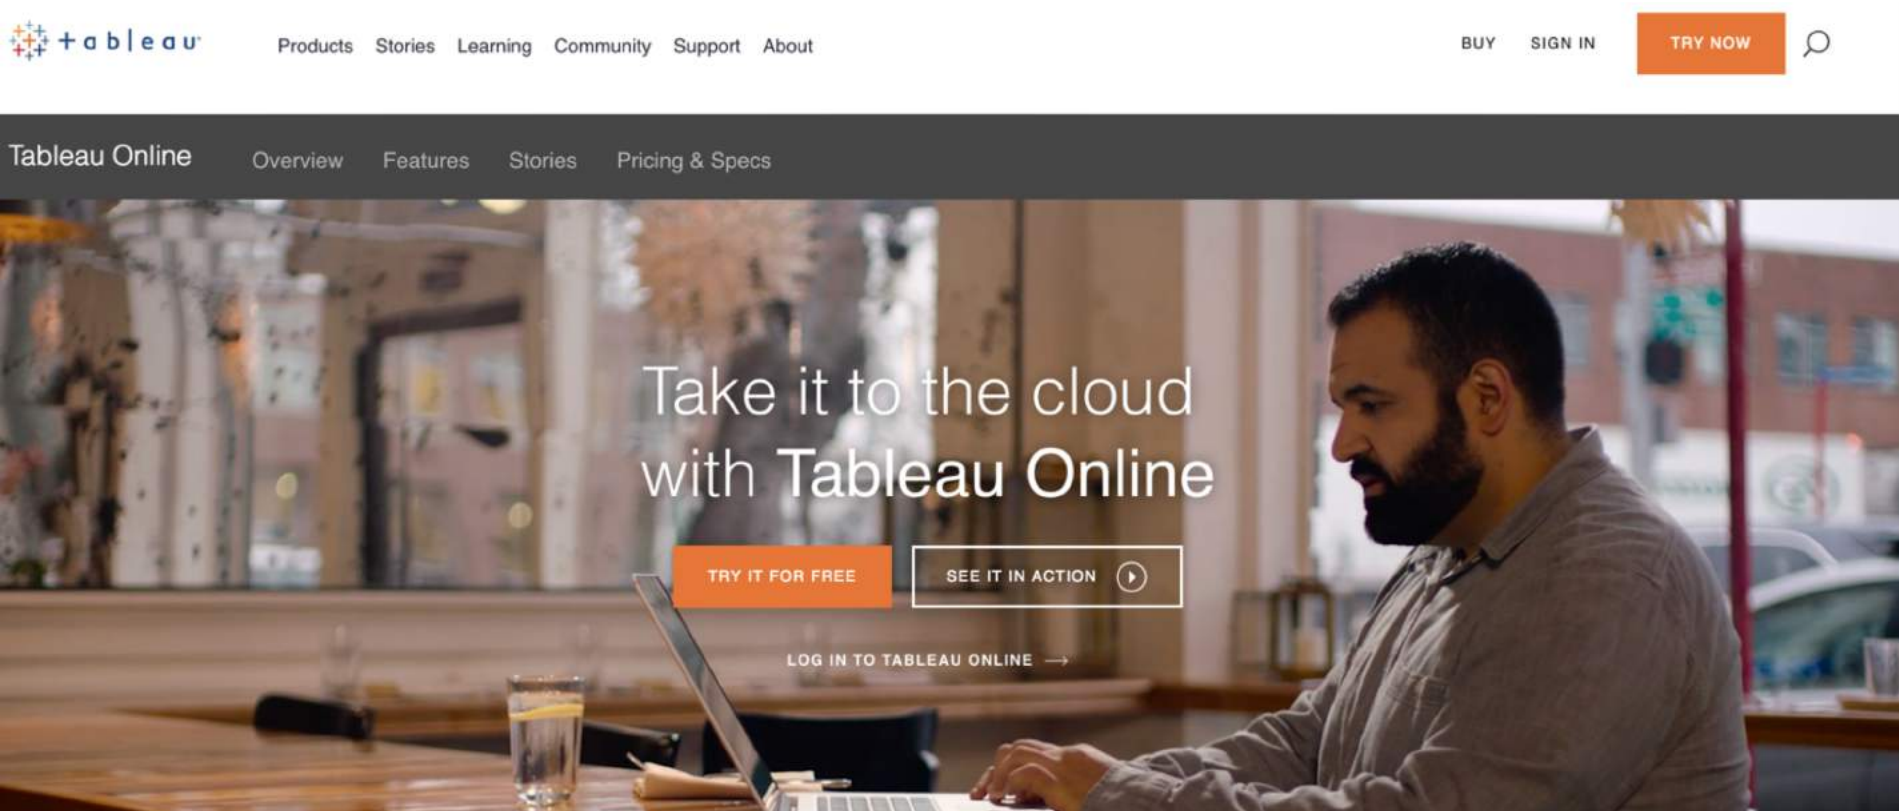 tableau
Products Stories Learning Community Support About
BUY SIGN IN TRY NOW
Tableau Online Overview Features Stories Pricing & Specs
Take it to the cloud
with Tableau Online
TRY IT FOR FREE SEE IT IN ACTION
LOG IN TO TABLEAU ONLINE →